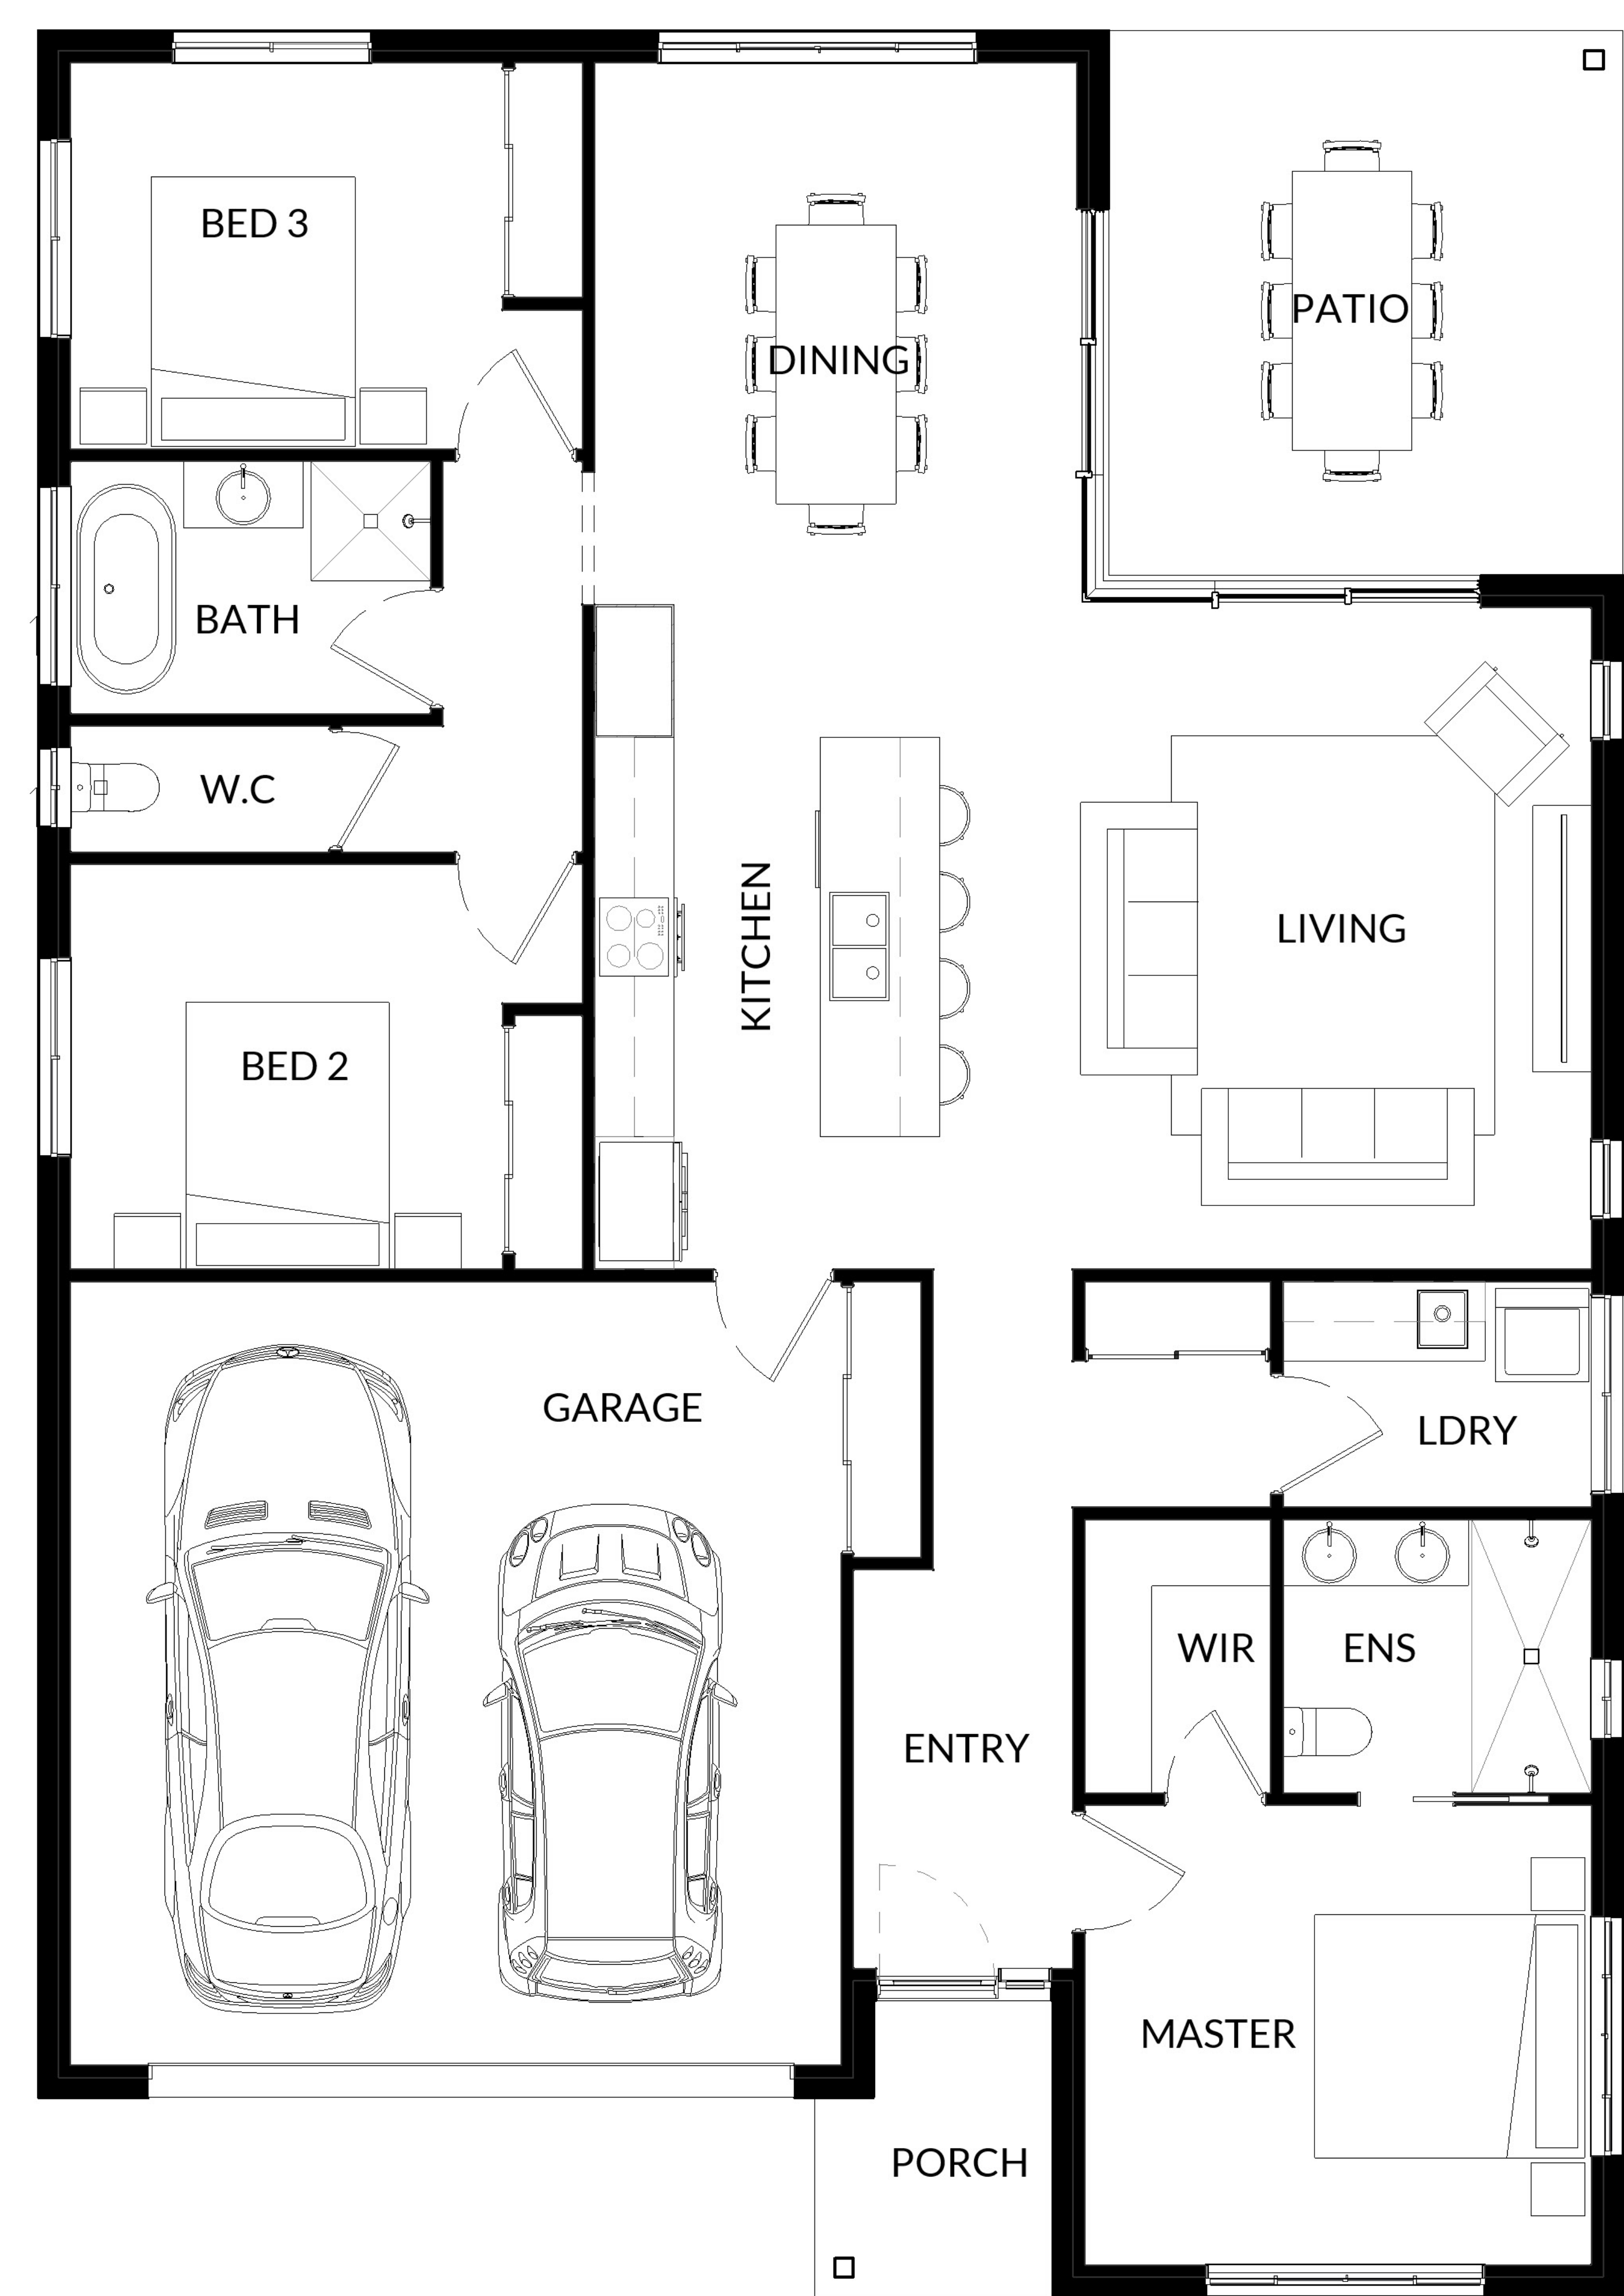 BED 3
PATIO
DINING
BATH
W.C
KITCHEN
LIVING
BED 2
GARAGE
LDRY
WIR
ENS
ENTRY
MASTER
PORCH